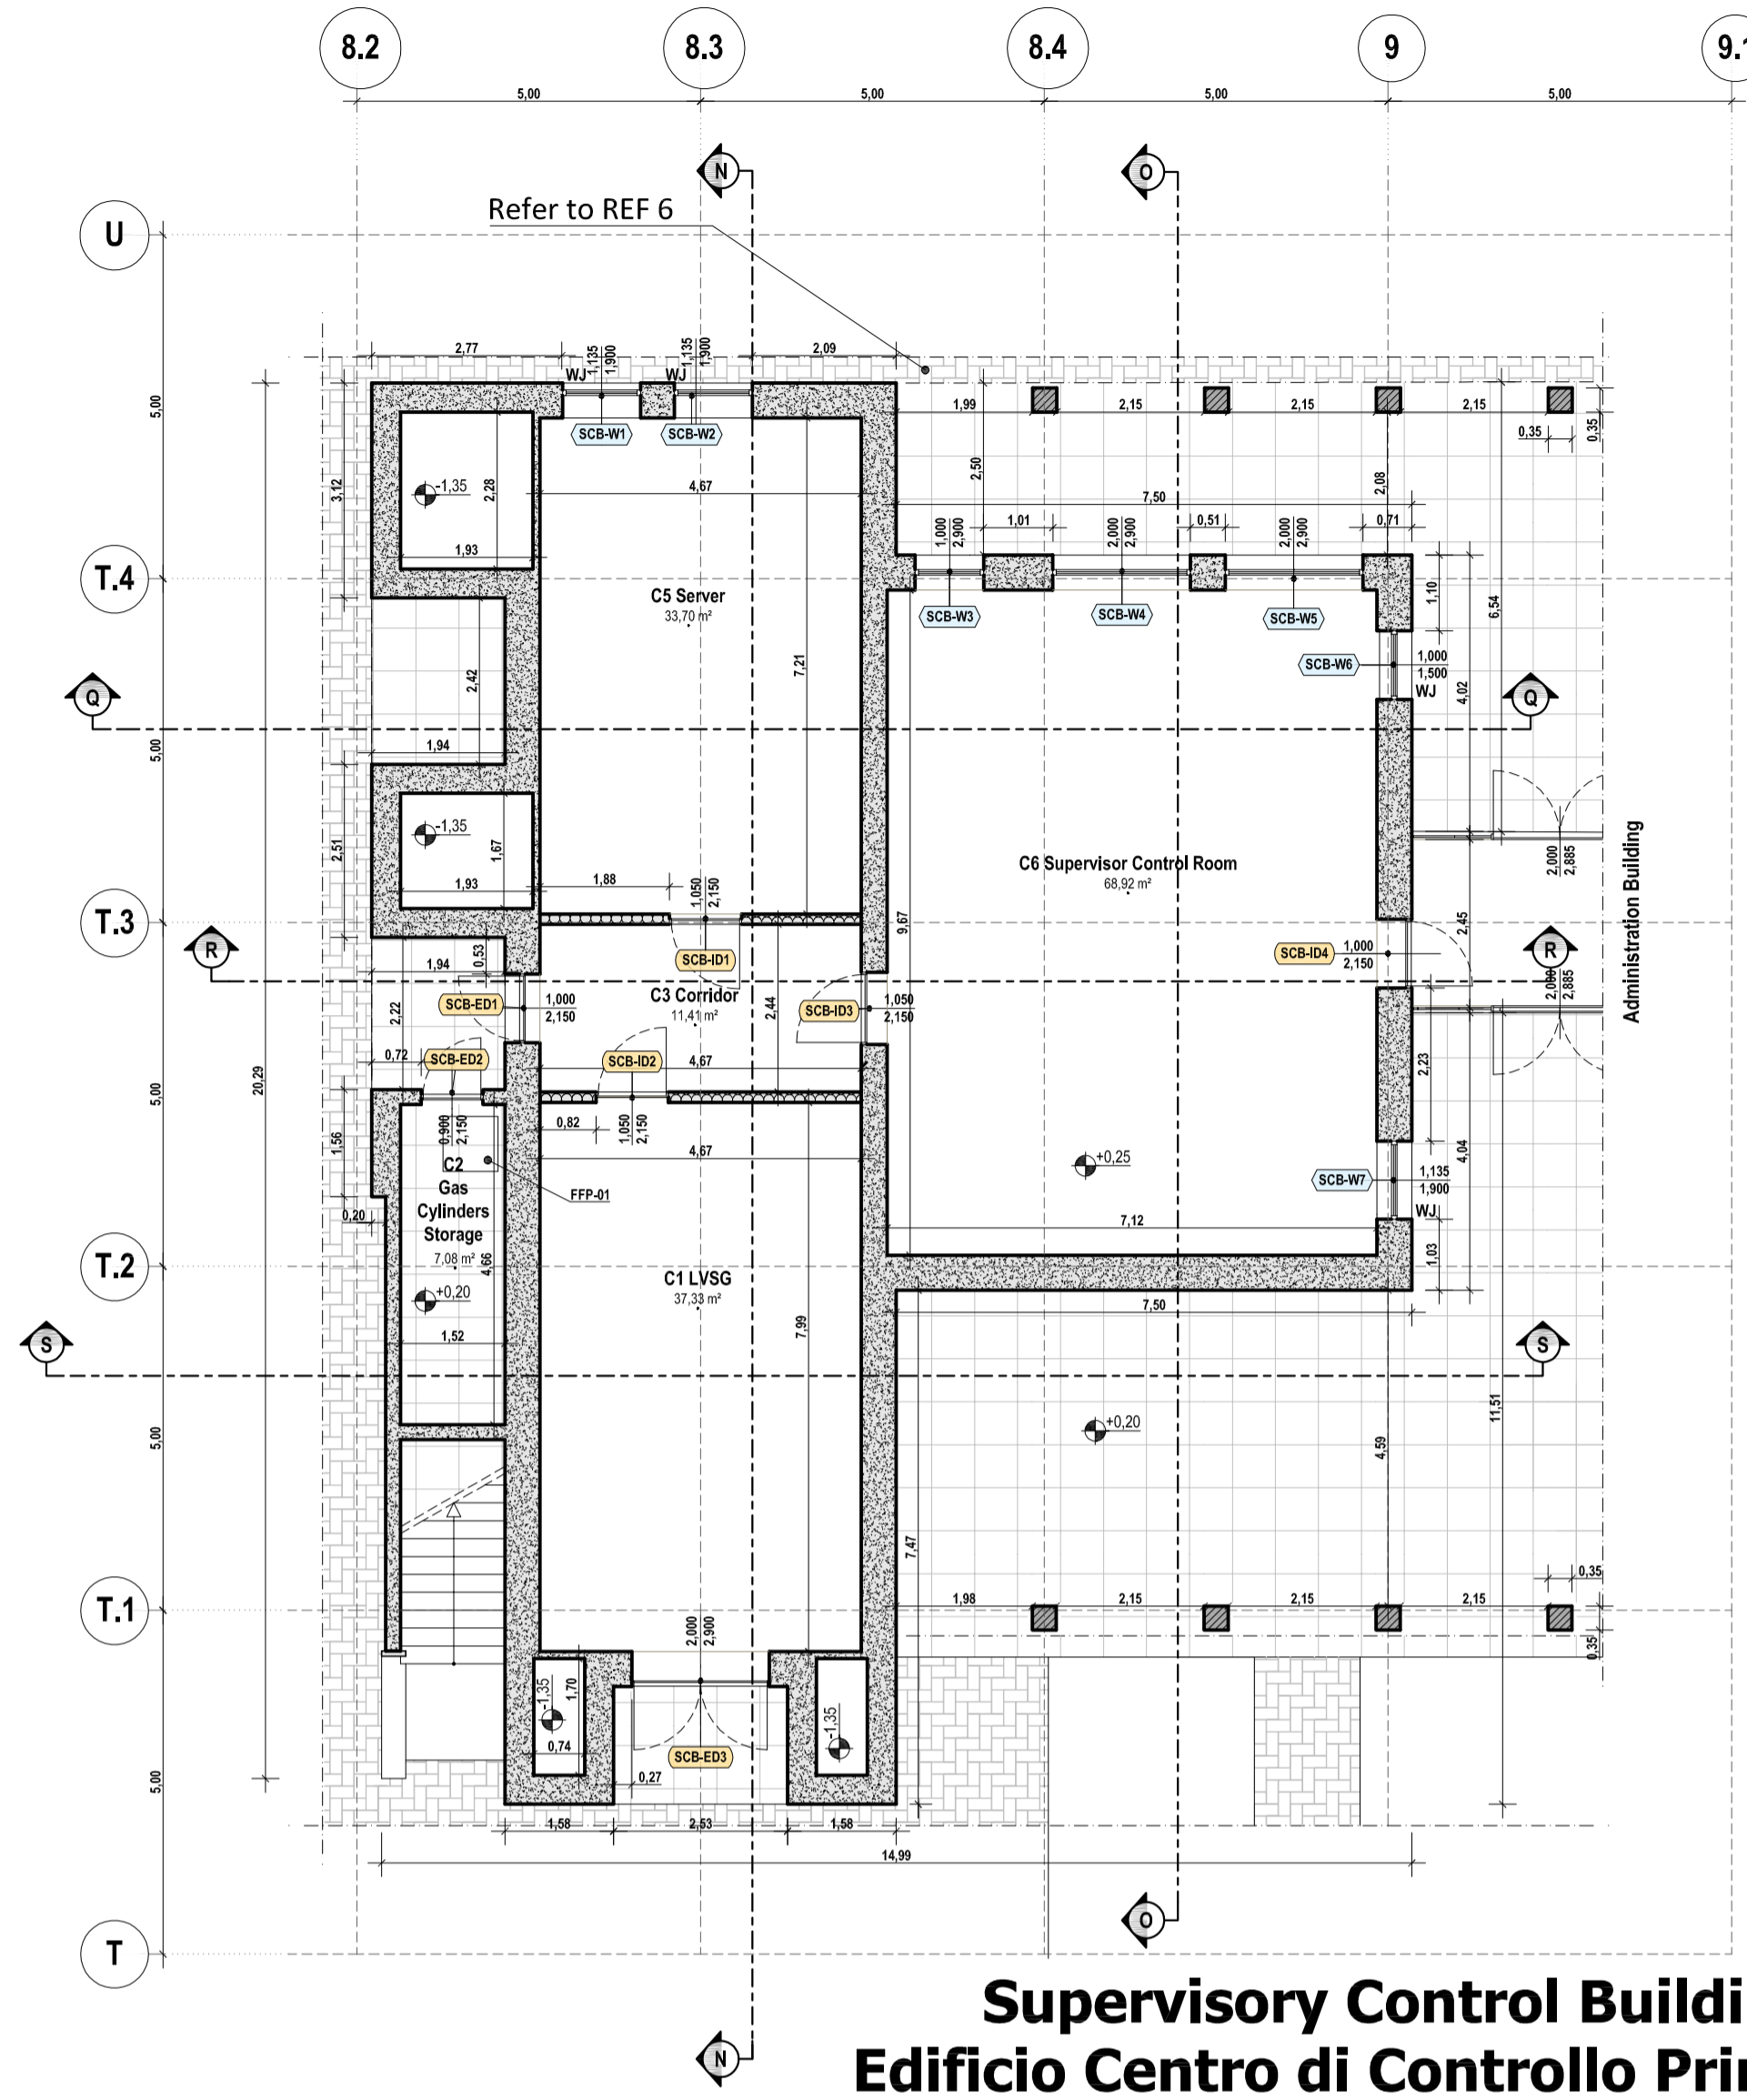 8.2
8.3
8.4
9
9.1
5,00
5,00
5,00
5,00
N
O
Refer to REF 6
U
2,77
1,135
1,900
1,135
1,900
2,09
WJ
WJ
5,00
SCB-W1
SCB-W2
1,99
2,15
2,15
2,15
0,35
0,35
3,12
-1,35
2,28
4,67
2,50
2,08
7,50
1,93
1,000
2,900
1,01
2,000
2,900
0,51
2,000
2,900
0,71
T.4
C5 Server
33,70 m²
SCB-W3
SCB-W4
SCB-W5
1,10
6,54
2,42
7,21
SCB-W6
1,000
1,500
WJ
4,02
Q
Q
5,00
1,94
-1,35
2,51
1,67
1,93
1,88
1,050
2,150
C6 Supervisor Control Room
68,92 m²
2,000
2,885
Administration Building
T.3
9,67
2,45
R
0,53
1,94
SCB-ID1
SCB-ID4
1,000
2,150
R
2,000
2,885
SCB-ED1
1,000
2,150
C3 Corridor
11,41 m²
2,44
SCB-ID3
1,050
2,150
2,22
0,72
SCB-ED2
SCB-ID2
4,67
2,23
20,29
5,00
1,56
0,900
2,150
0,82
1,050
2,150
4,67
+0,25
4,04
C2
Gas
Cylinders
Storage
7,08 m²
FFP-01
SCB-W7
1,135
1,900
WJ
0,20
4,66
7,12
1,03
T.2
C1 LVSG
37,33 m²
+0,20
7,50
1,52
7,99
S
S
5,00
+0,20
4,59
11,51
7,47
T.1
1,98
2,15
2,15
2,15
0,35
0,35
2,000
2,900
-1,35
1,70
-1,35
0,74
SCB-ED3
0,27
5,00
1,58
2,53
1,58
14,99
O
T
N
Supervisory Control Buildi
Edificio Centro di Controllo Pri